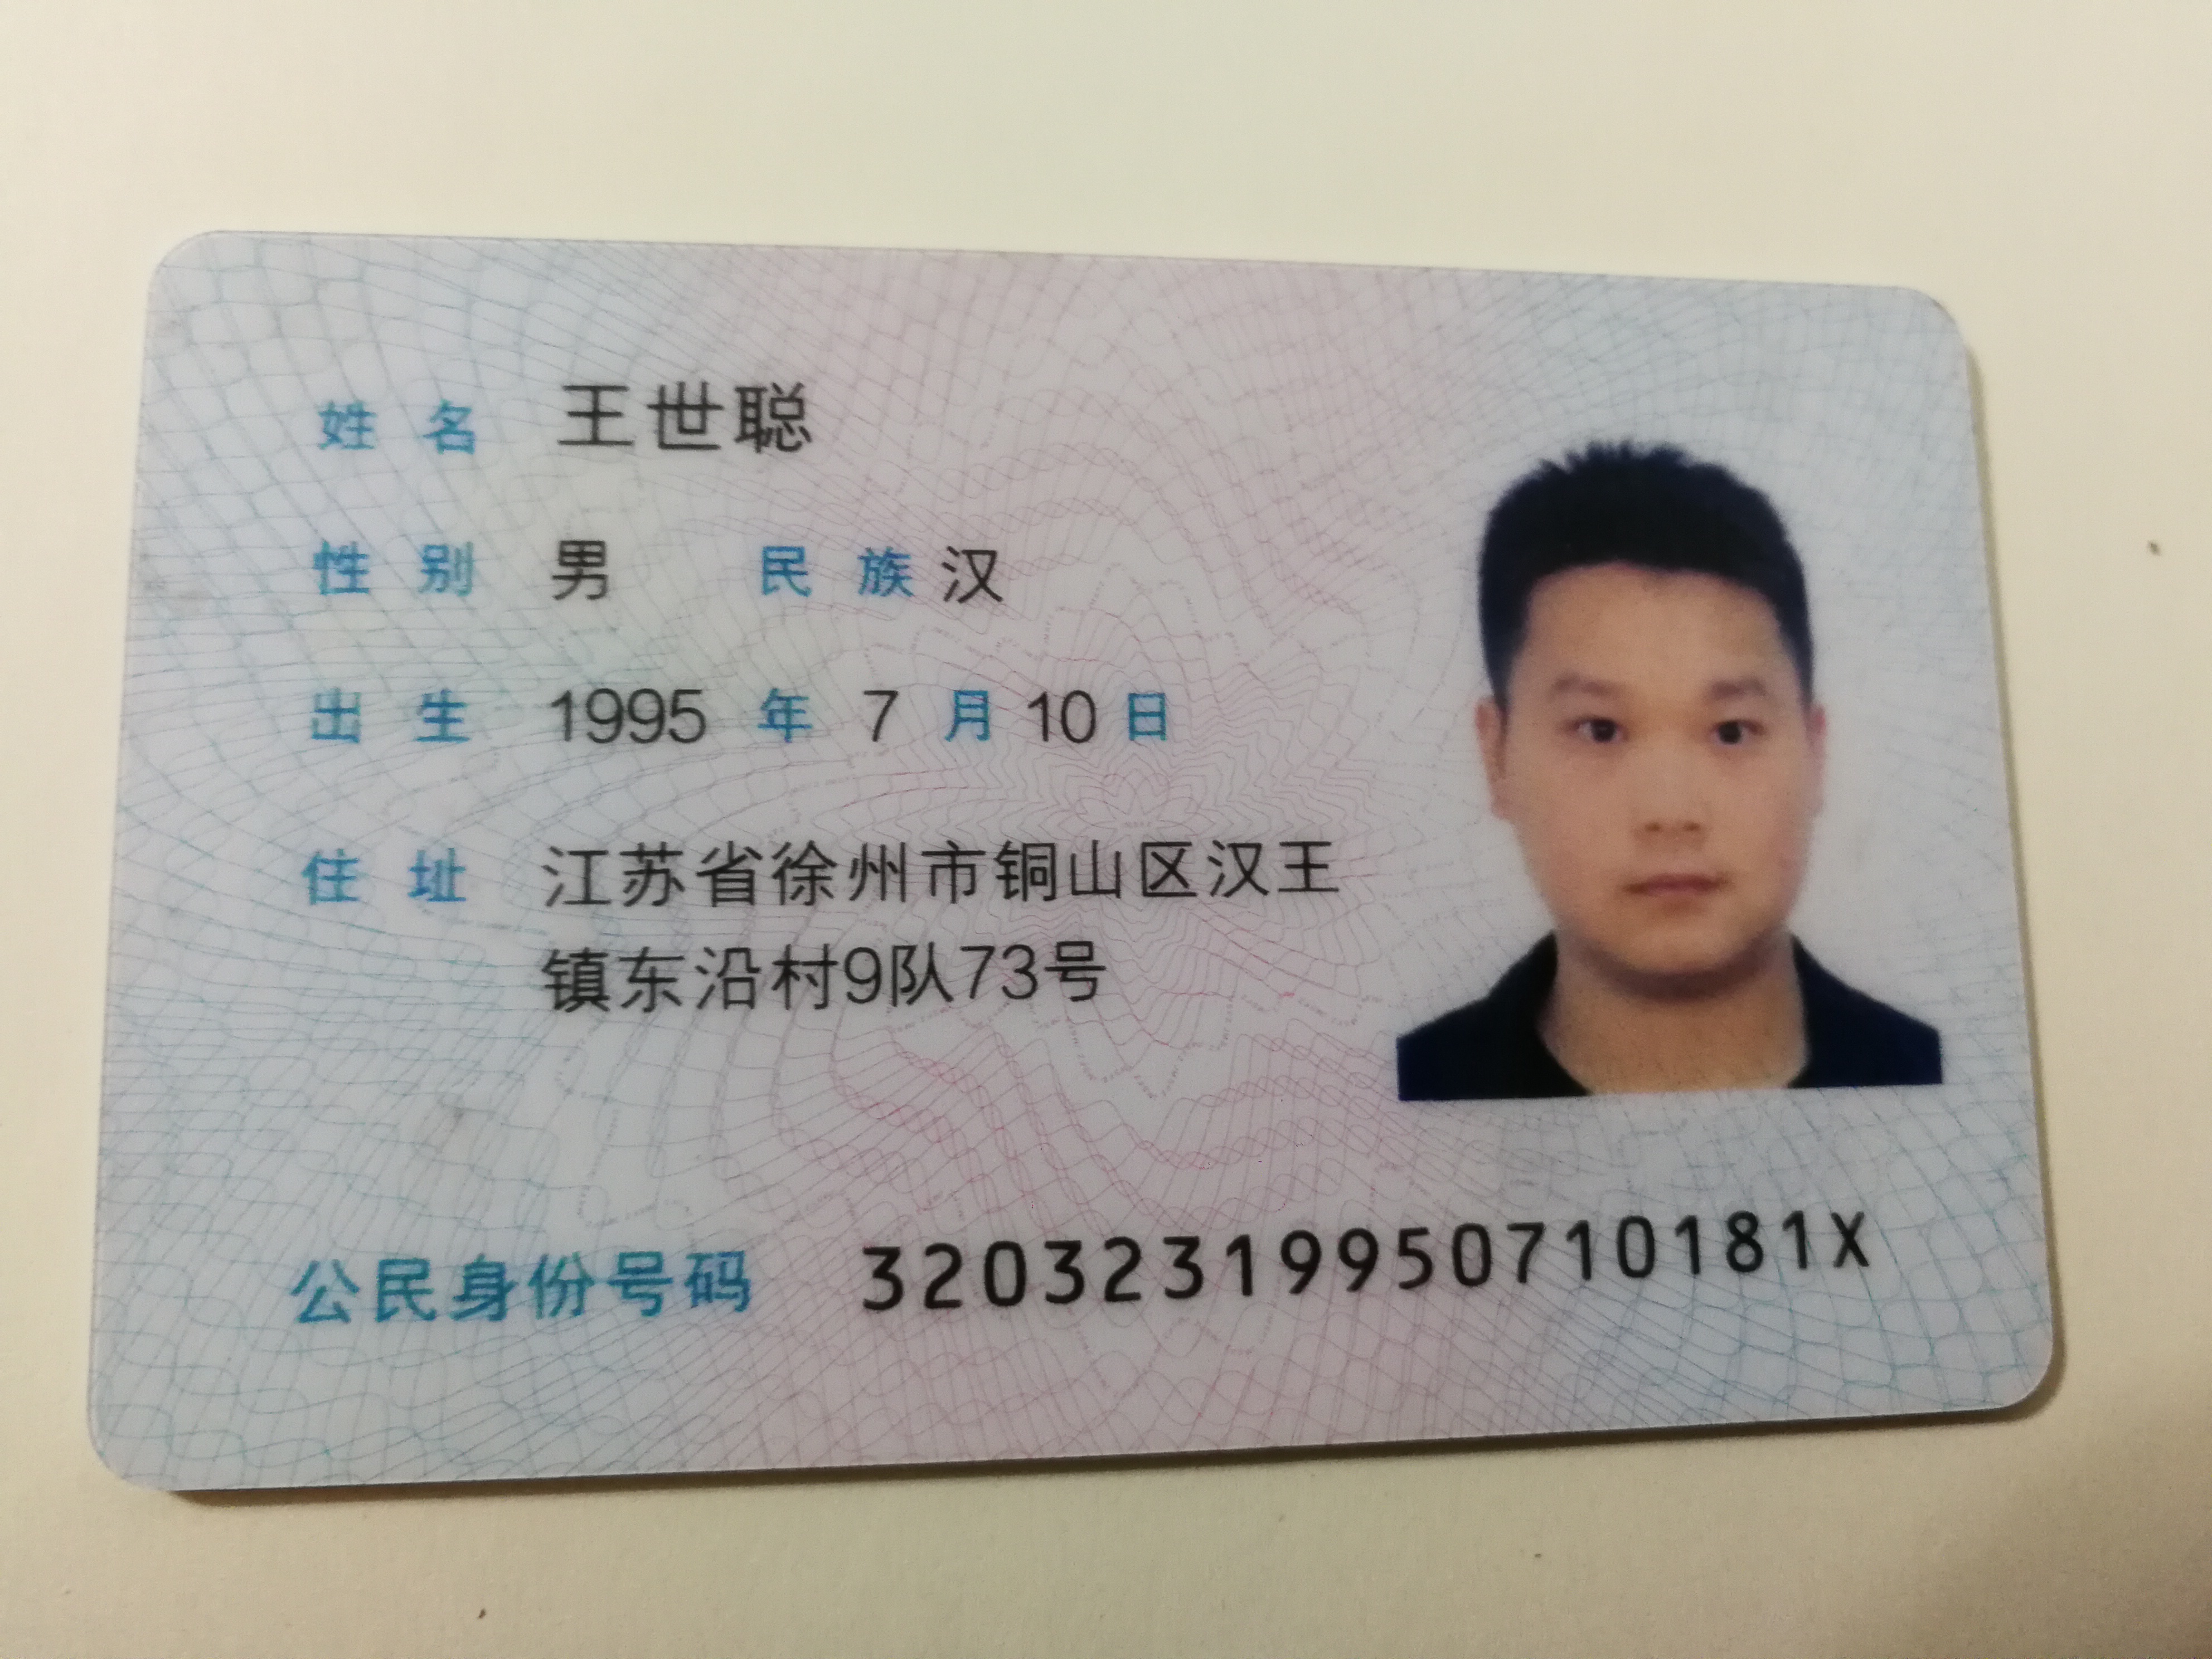 姓名 王世聪
性别 男 民族 汉
出生 1995 年 7 月 10 日
住址 江苏省徐州市铜山区汉王
镇东沿村9队73号
公民身份号码 32032319950710181X